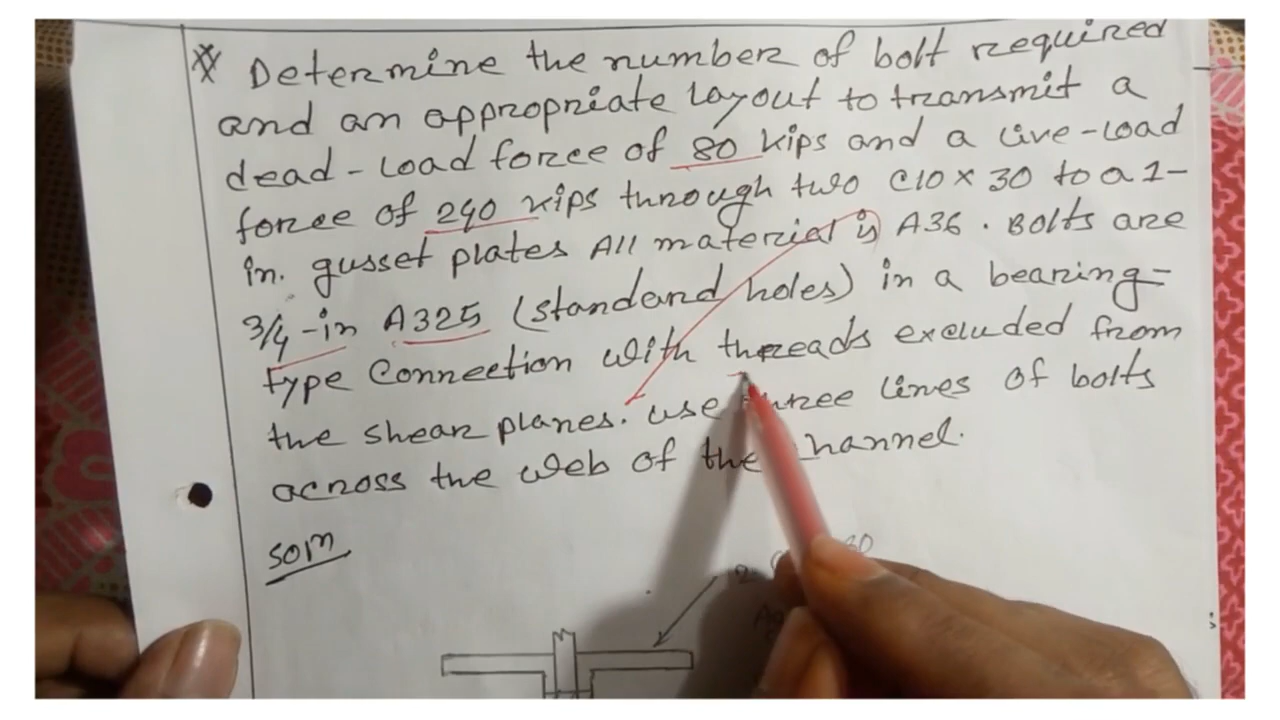 Determine the number of bolt required
and an appropriate layout to transmit a
dead-load force of 80 kips and a live-load
force of 240 kips through two C10 x 30 to a 1-
in. gusset plates All material is A36. Bolts are
3/4-in A325 (standard holes) in a bearing-
type connection with threads excluded from
the shear planes. use three lines of bolts
across the web of the channel.
Soln